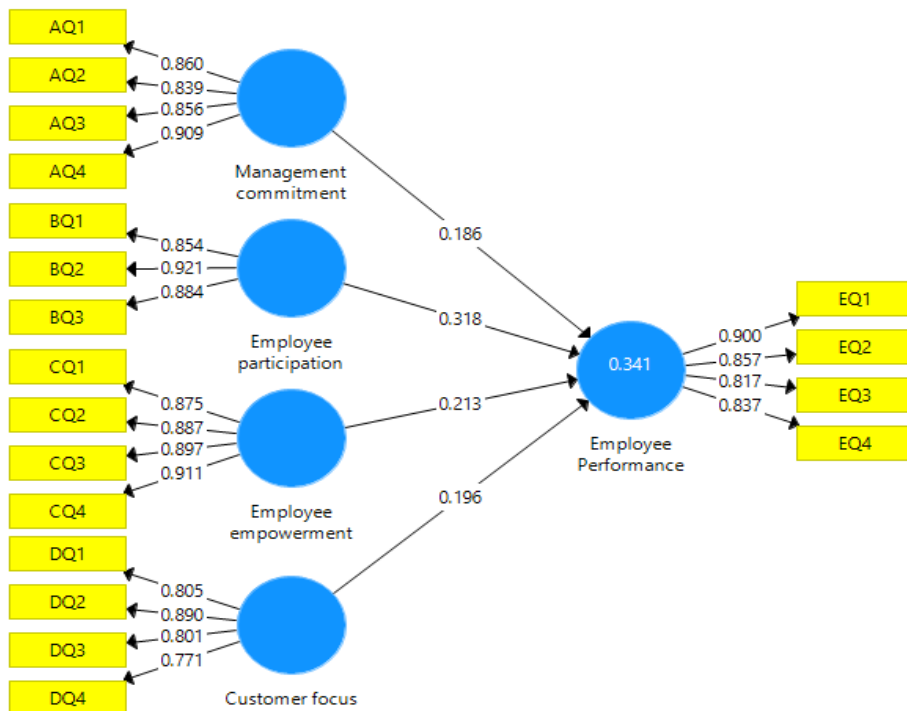 AQ1
0.860
AQ2
0.839
AQ3
0.856
AQ4
0.909
Management
commitment
0.186
BQ1
0.854
BQ2
0.921
BQ3
0.884
Employee
participation
0.318
CQ1
0.875
CQ2
0.887
CQ3
0.897
CQ4
0.911
Employee
empowerment
0.213
DQ1
0.805
DQ2
0.890
DQ3
0.801
DQ4
0.771
Customer focus
0.196
0.341
Employee
Performance
EQ1
0.900
EQ2
0.857
EQ3
0.817
EQ4
0.837